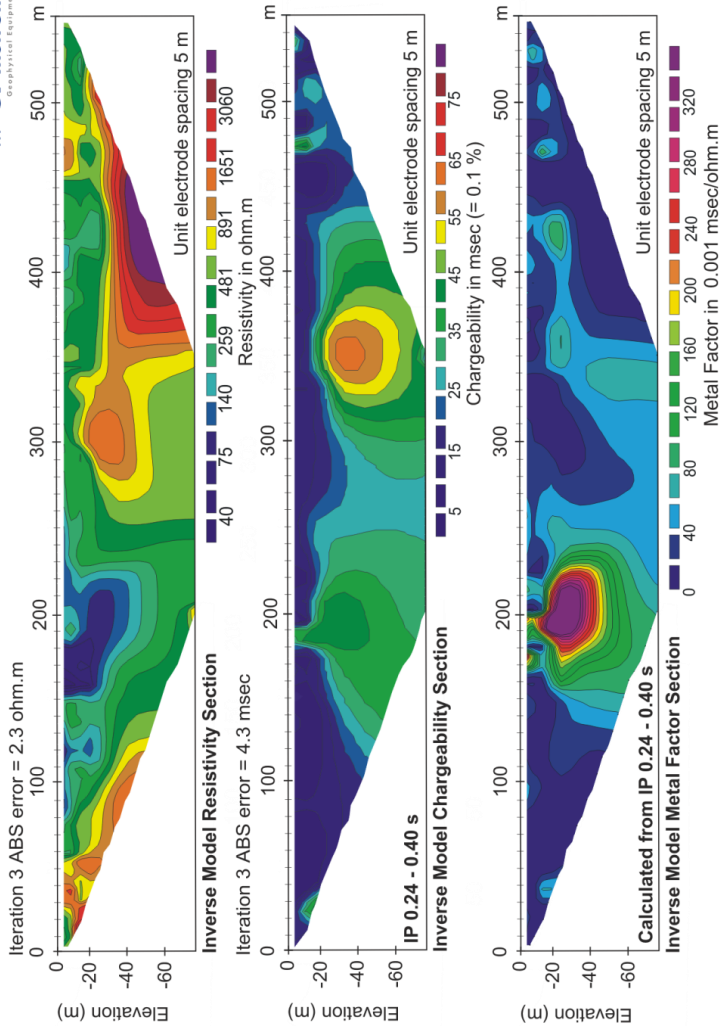 Geophysical Equipm
Iteration 3 ABS error = 2.3 ohm.m
0 100 200 300 400 500 m
0
-20
-40
-60
Elevation (m)
Unit electrode spacing 5 m
Inverse Model Resistivity Section
40 75 140 259 481 891 1651 3060
Resistivity in ohm.m
Iteration 3 ABS error = 4.3 msec
0 100 200 300 400 500 m
0
-20
-40
-60
Elevation (m)
IP 0.24 - 0.40 s
Unit electrode spacing 5 m
Inverse Model Chargeability Section
5 15 25 35 45 55 65 75
Chargeability in msec (= 0.1 %)
0 100 200 300 400 500 m
0
-20
-40
-60
Elevation (m)
Calculated from IP 0.24 - 0.40 s
Unit electrode spacing 5 m
Inverse Model Metal Factor Section
0 40 80 120 160 200 240 280 320
Metal Factor in 0.001 msec/ohm.m